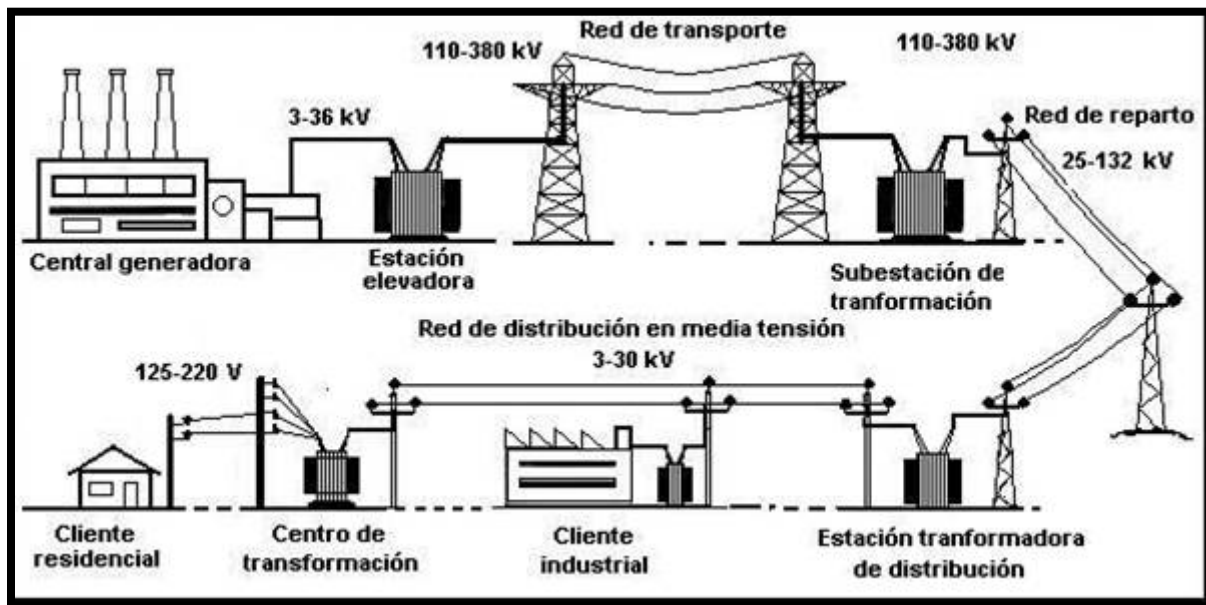 Red de transporte
110-380 kV
110-380 kV
3-36 kV
Red de reparto
25-132 kV
Central generadora
Estación
elevadora
Subestación de
tranformación
Red de distribución en media tensión
3-30 kV
125-220 V
Cliente
residencial
Centro de
transformación
Cliente
industrial
Estación tranformadora
de distribución